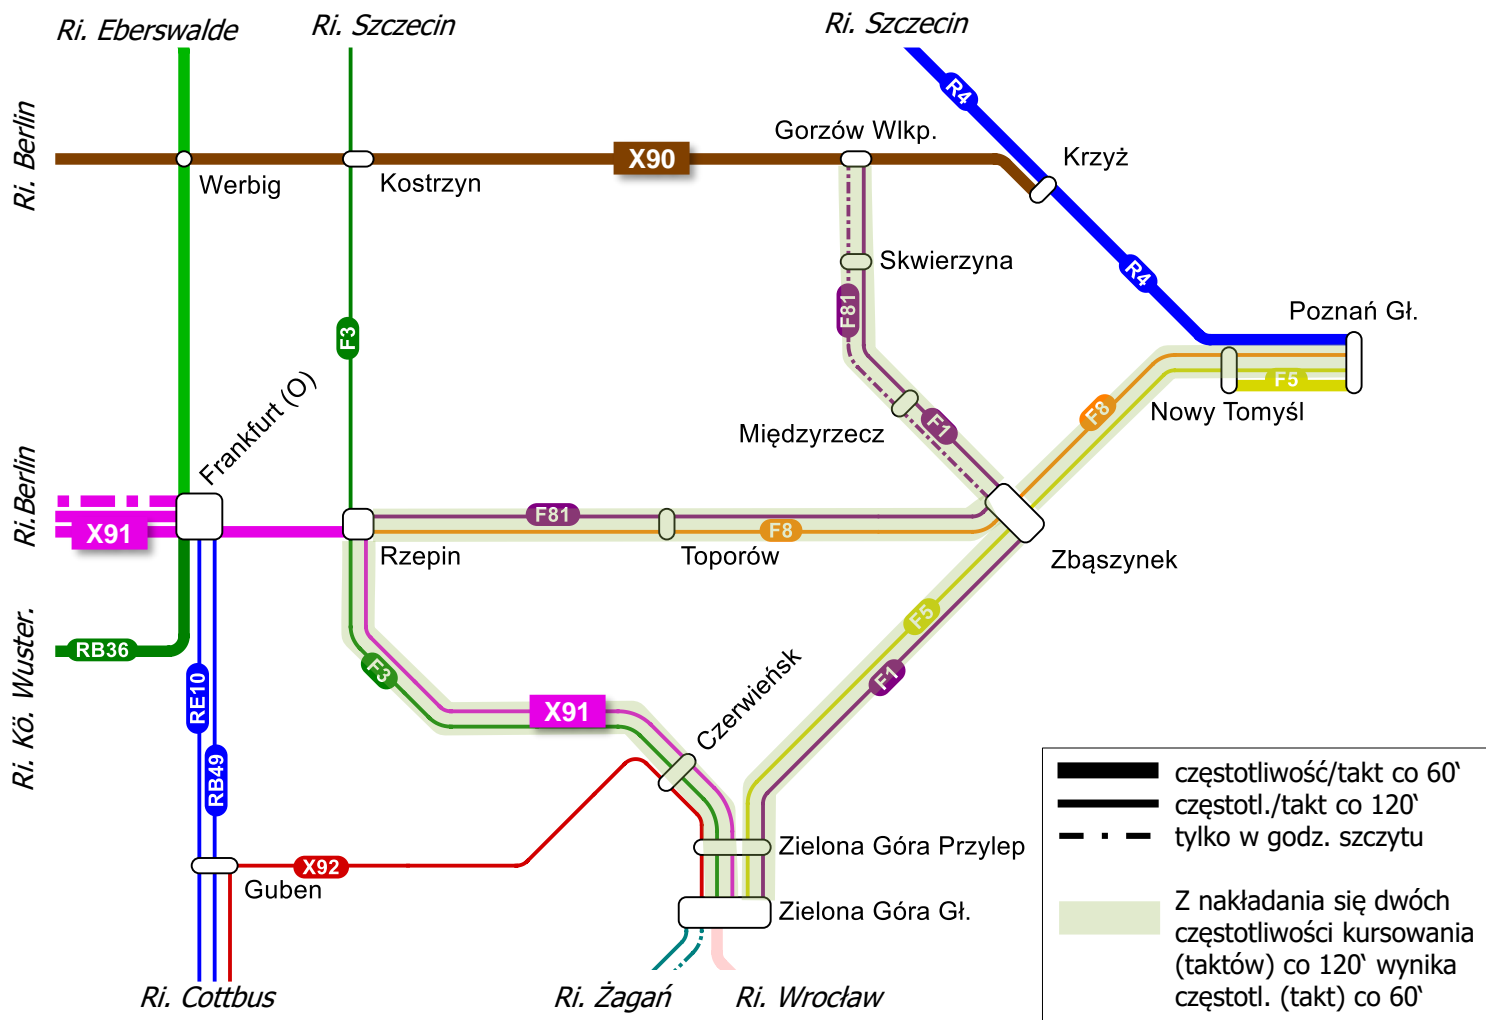 Ri. Eberswalde
Ri. Szczecin
Ri. Szczecin
R4
Ri. Berlin
Gorzów Wlkp.
X90
Krzyż
Werbig
Kostrzyn
Skwierzyna
R4
F81
Poznań Gł.
F3
F5
Nowy Tomyśl
F8
Frankfurt (O)
Międzyrzecz
F1
Ri.Berlin
X91
F81
F8
Rzepin
Toporów
Zbąszynek
F5
RB36
F3
F1
Ri. Kö. Wuster.
RE10
X91
Czerwieńsk
RB49
X92
Guben
Zielona Góra Przylep
Zielona Góra Gł.
Ri. Cottbus
Ri. Żagań
Ri. Wrocław
częstotliwość/takt co 60‘
częstotl./takt co 120‘
tylko w godz. szczytu
Z nakładania się dwóch
częstotliwości kursowania
(taktów) co 120‘ wynika
częstotl. (takt) co 60‘